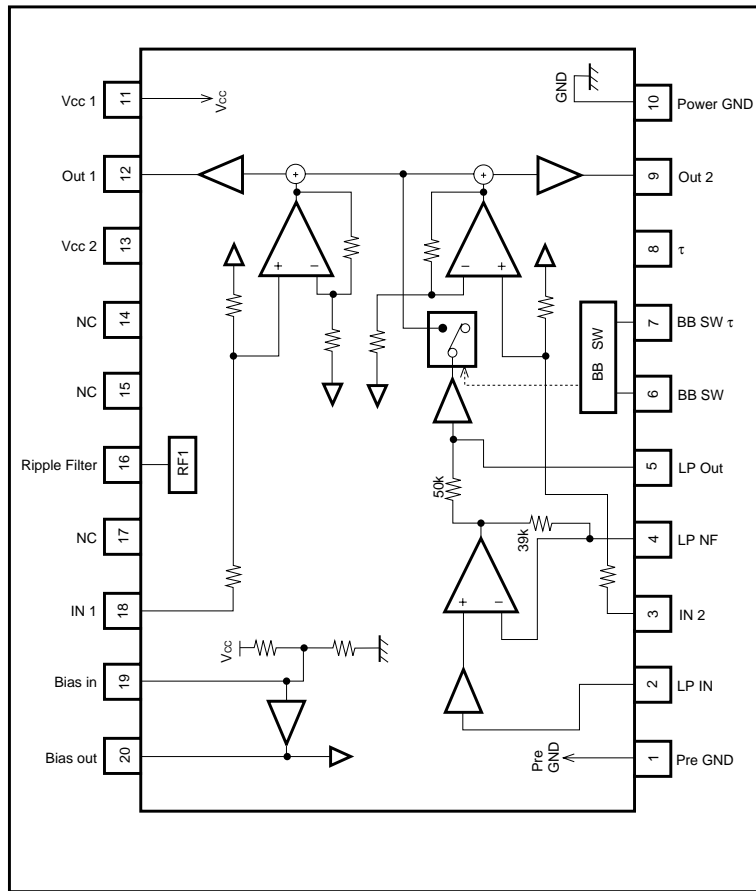 Vcc 1
11
VCC
GND
10
Power GND
Out 1
12
+
+
9
Out 2
Vcc 2
13
+
−
−
+
8
τ
NC
14
BB SW
7
BB SW τ
NC
15
6
BB SW
Ripple Filter
16
RF1
50k
5
LP Out
NC
17
39k
4
LP NF
IN 1
18
+
−
3
IN 2
VCC
Bias in
19
2
LP IN
Bias out
20
Pre
GND
1
Pre GND